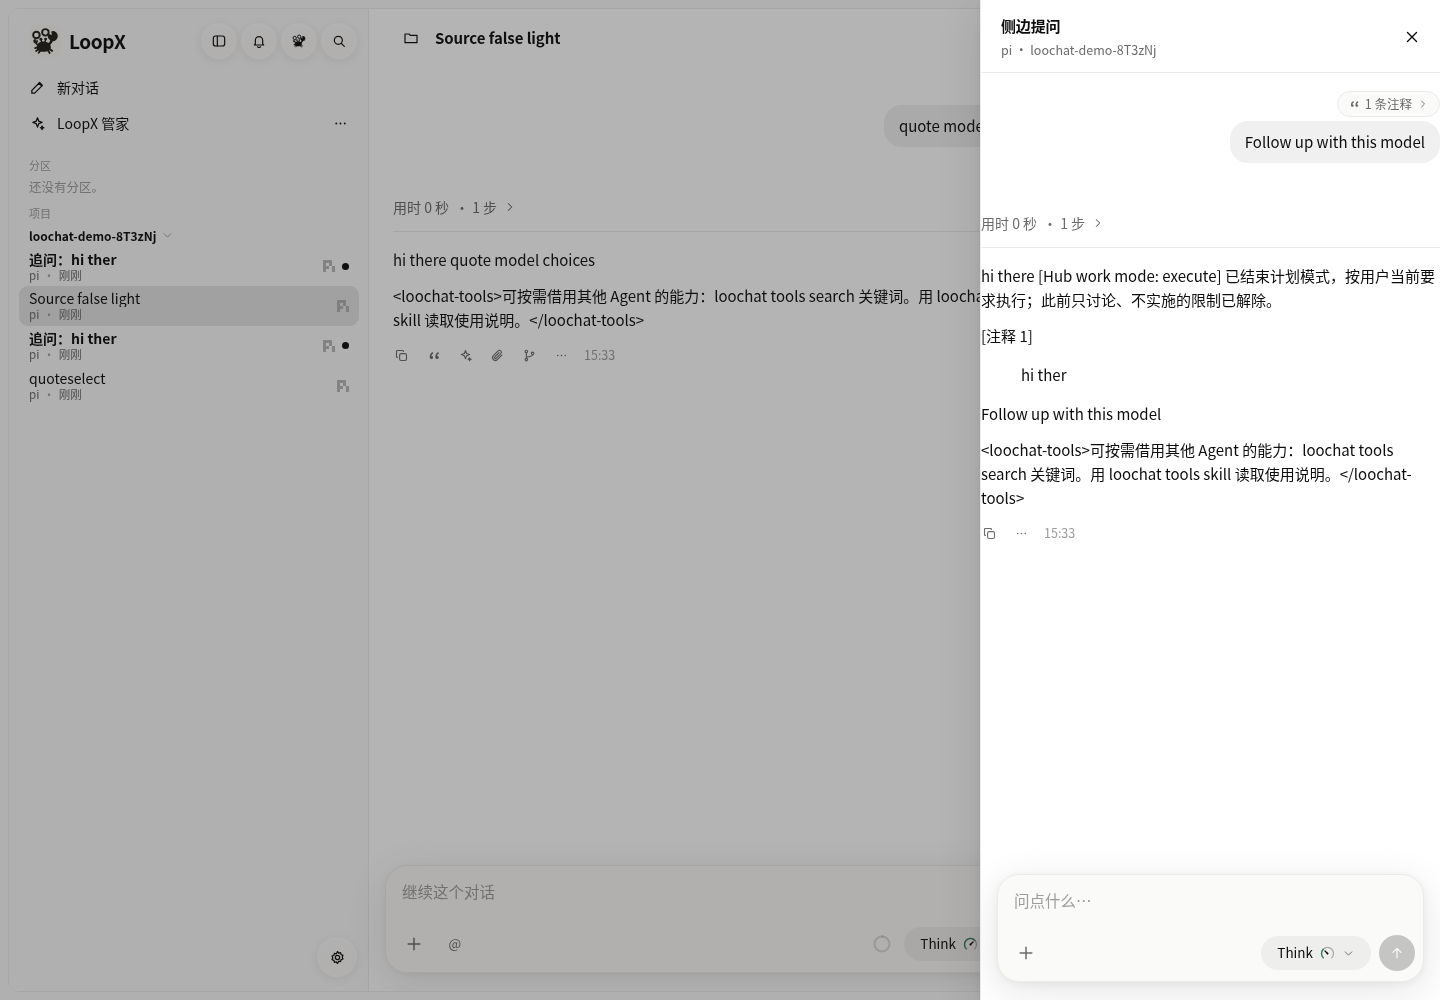 LoopX
新对话
LoopX 管家
分区
还没有分区。
项目
loochat-demo-8T3zNj
追问：hi ther
pi · 刚刚
Source false light
pi · 刚刚
追问：hi ther
pi · 刚刚
quoteselect
pi · 刚刚
Source false light
quote mode
用时 0 秒 · 1 步
hi there quote model choices
<loochat-tools>可按需借用其他 Agent 的能力：loochat tools search 关键词。用 loocha
skill 读取使用说明。</loochat-tools>
15:33
继续这个对话
@
Think
侧边提问
pi · loochat-demo-8T3zNj
1 条注释
Follow up with this model
用时 0 秒 · 1 步
hi there [Hub work mode: execute] 已结束计划模式，按用户当前要
求执行；此前只讨论、不实施的限制已解除。
[注释 1]
hi ther
Follow up with this model
<loochat-tools>可按需借用其他 Agent 的能力：loochat tools
search 关键词。用 loochat tools skill 读取使用说明。</loochat-
tools>
15:33
问点什么…
Think